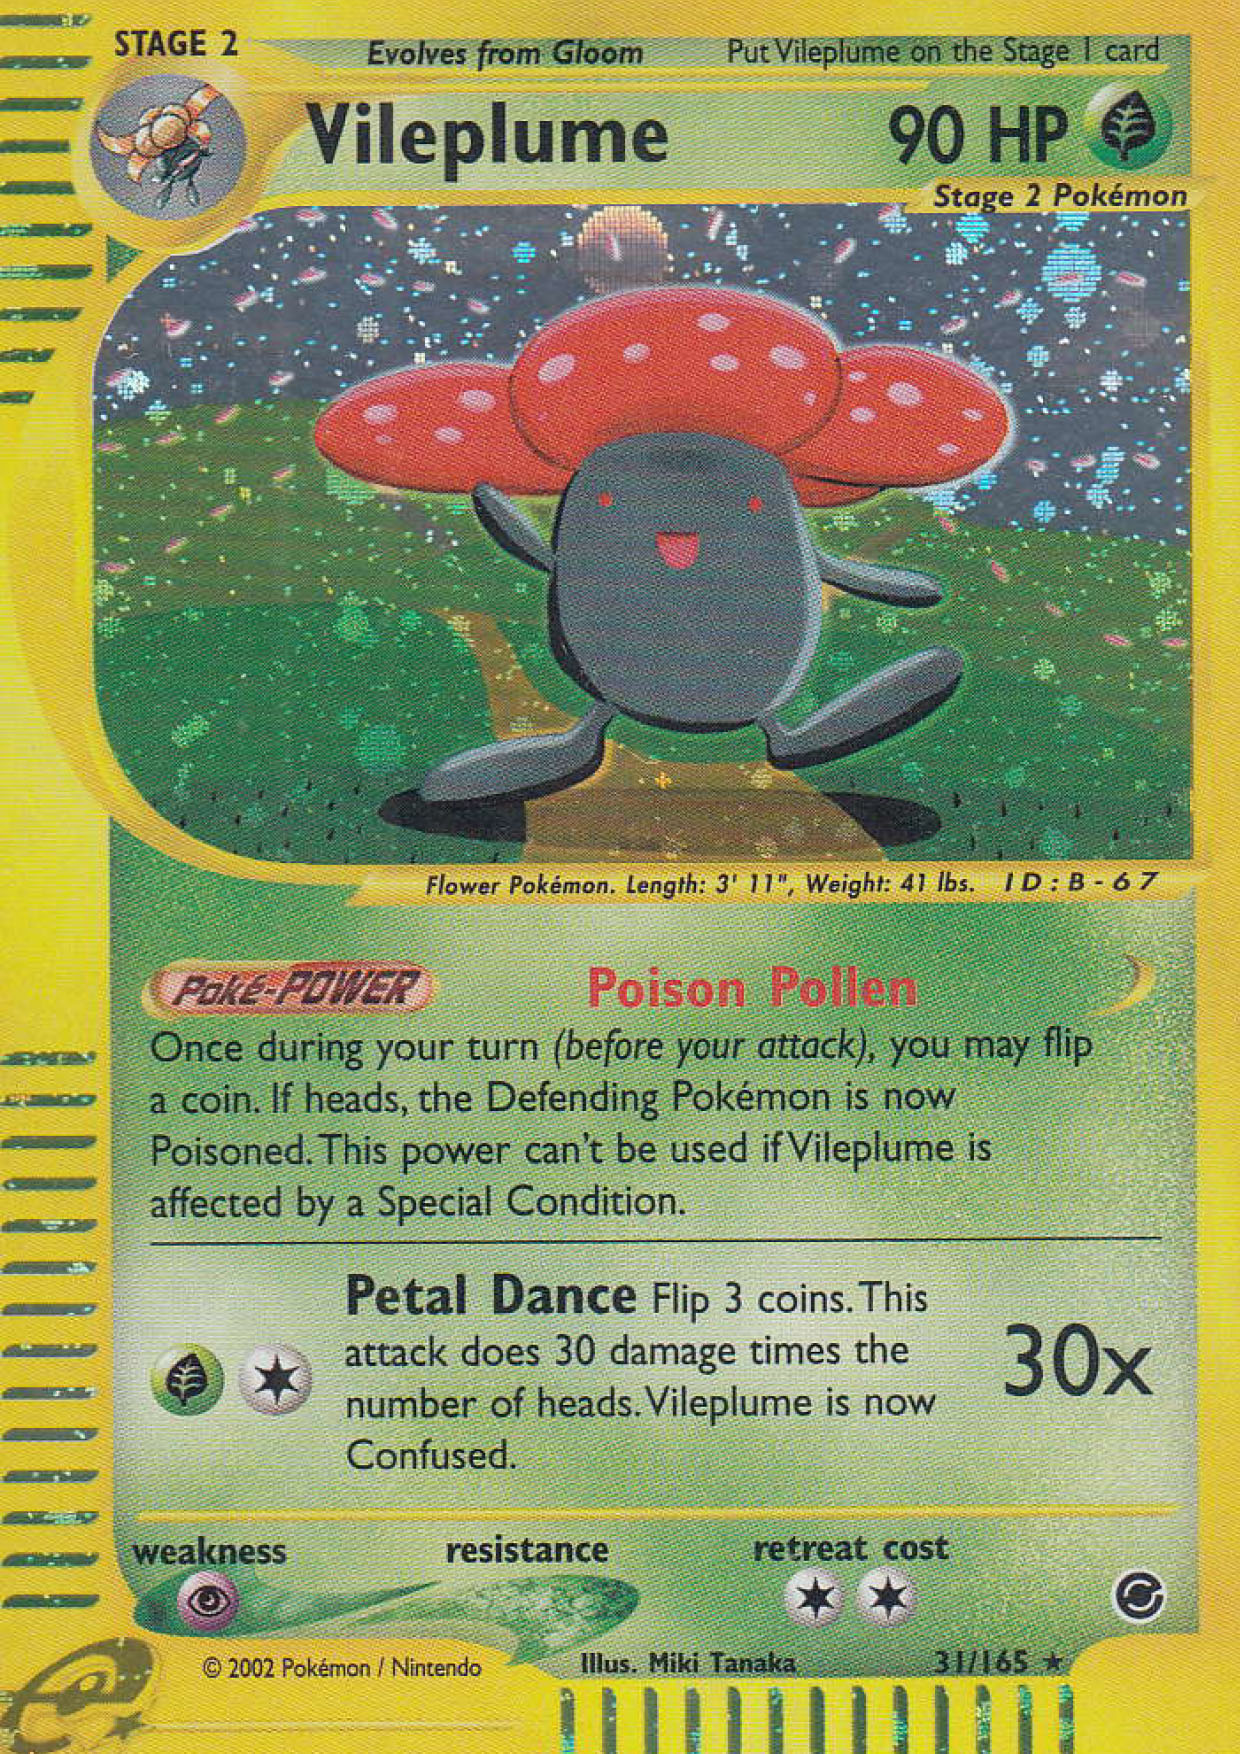 STAGE 2
Evolves from Gloom
Put Vileplume on the Stage 1 card
Vileplume
90 HP
Stage 2 Pokémon
Flower Pokémon. Length: 3' 11", Weight: 41 lbs. ID:B-67
Poké-POWER
Poison Pollen
Once during your turn (before your attack), you may flip
a coin. If heads, the Defending Pokémon is now
Poisoned. This power can't be used if Vileplume is
affected by a Special Condition.
Petal Dance Flip 3 coins. This
attack does 30 damage times the
number of heads. Vileplume is now
Confused.
30x
weakness
resistance
retreat cost
© 2002 Pokémon / Nintendo
Illus. Miki Tanaka
31/165 ★
e